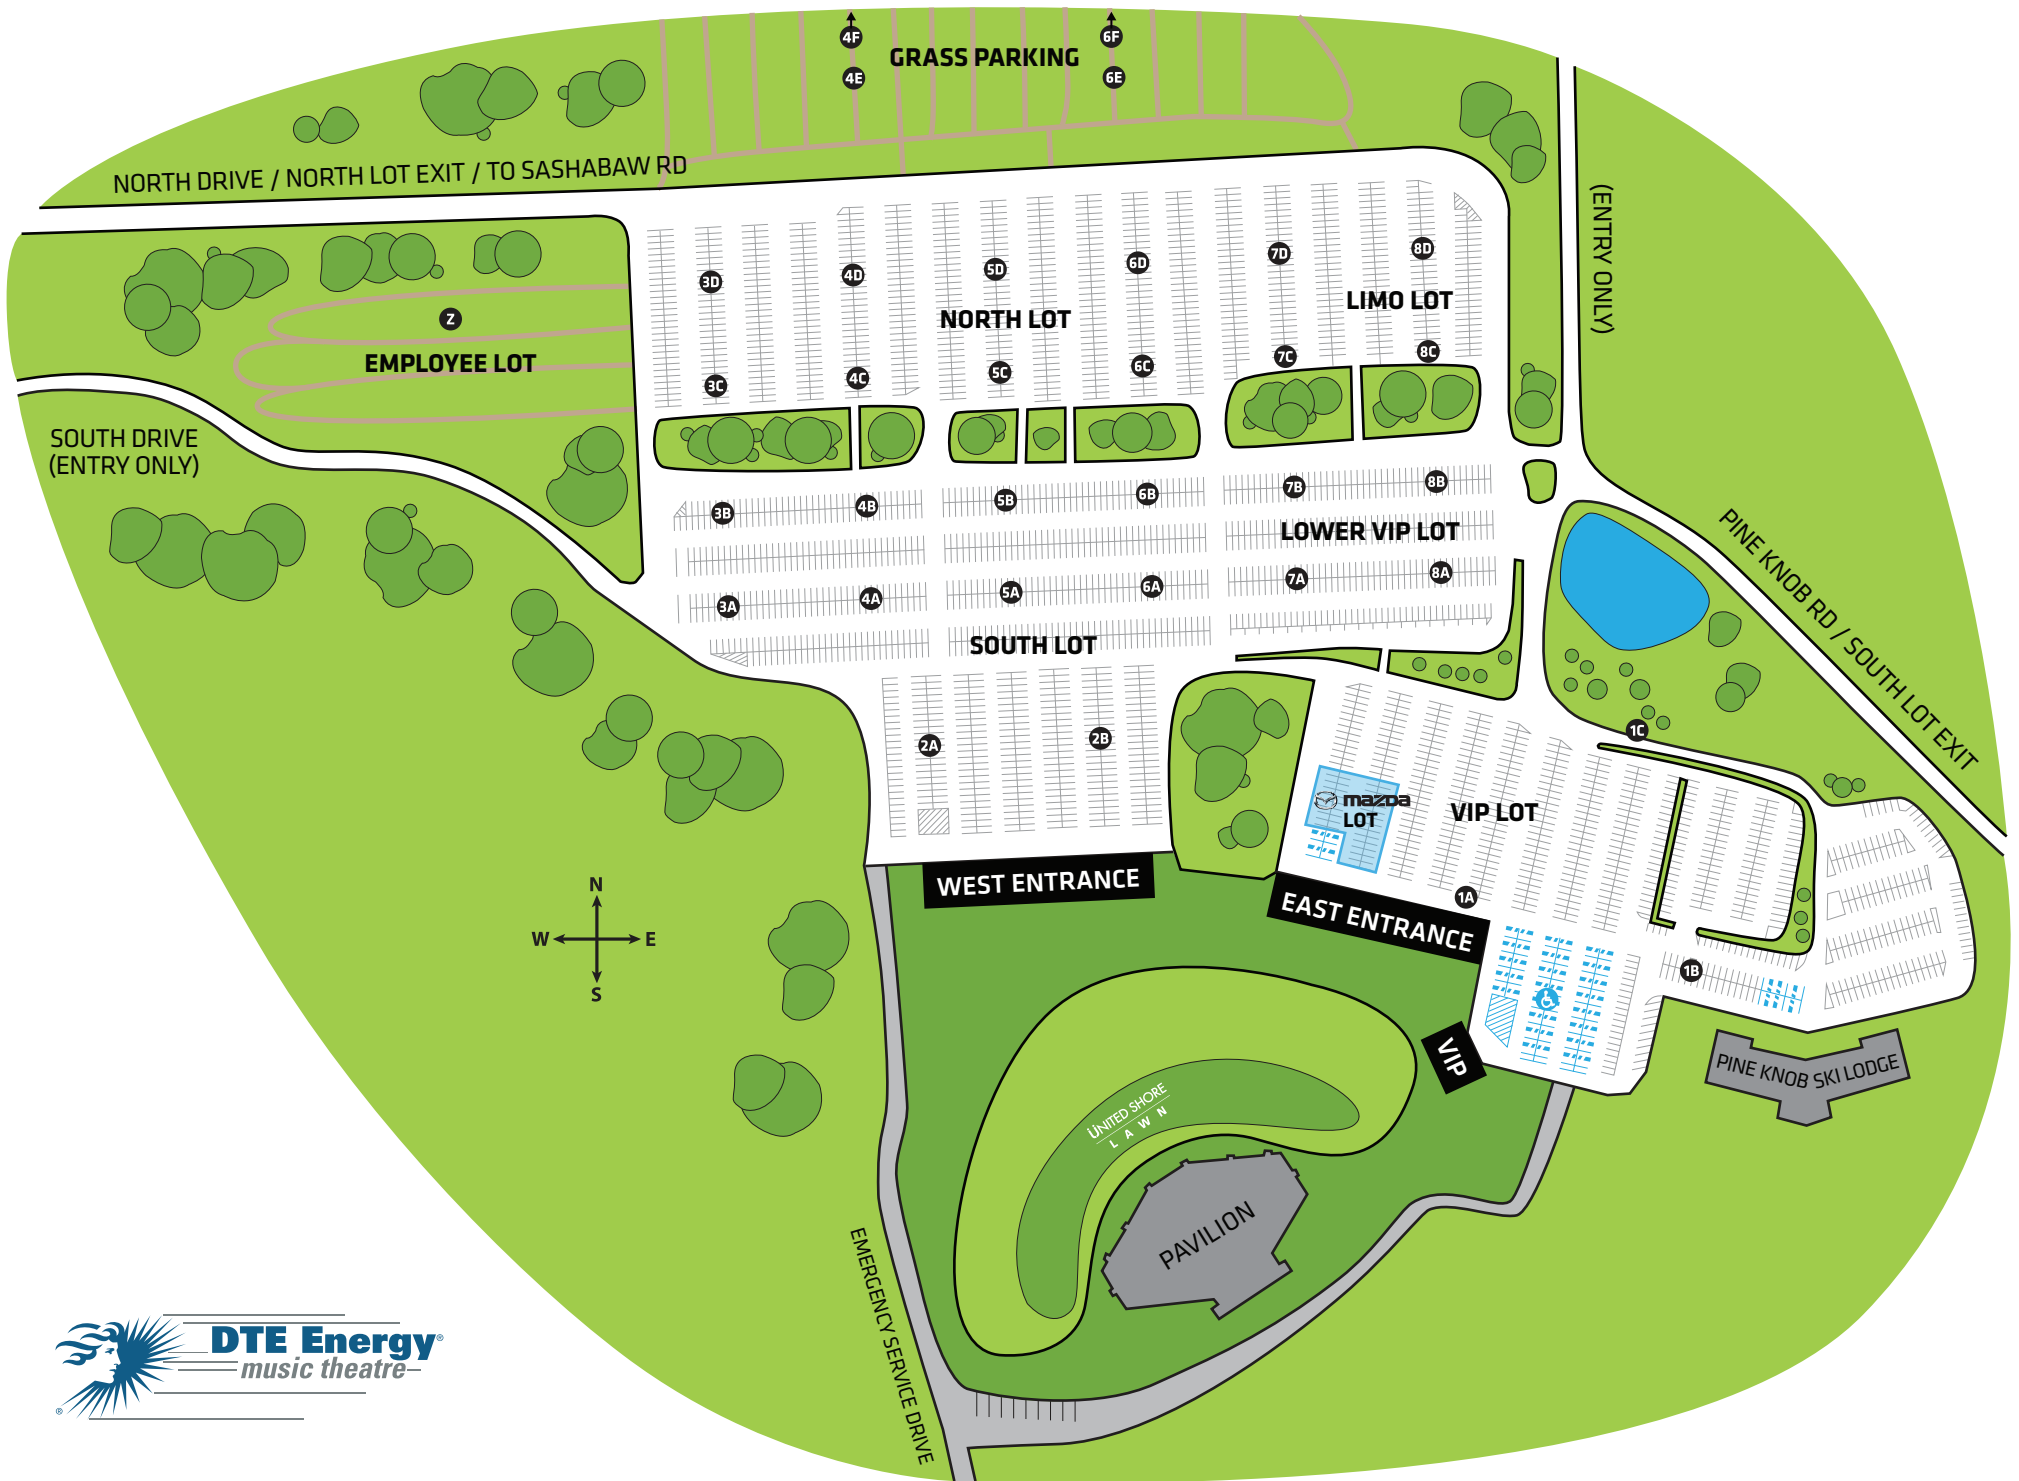 4F
6F
GRASS PARKING
4E
6E
NORTH DRIVE / NORTH LOT EXIT / TO SASHABAW RD
(ENTRY ONLY)
3D
4D
5D
6D
7D
8D
Z
NORTH LOT
LIMO LOT
EMPLOYEE LOT
3C
4C
5C
6C
7C
8C
SOUTH DRIVE
(ENTRY ONLY)
3B
4B
5B
6B
7B
8B
LOWER VIP LOT
PINE KNOB RD / SOUTH LOT EXIT
3A
4A
5A
6A
7A
8A
SOUTH LOT
2A
2B
1C
mazda
LOT
VIP LOT
WEST ENTRANCE
EAST ENTRANCE
1A
1B
N
W
E
S
VIP
PINE KNOB SKI LODGE
UNITED SHORE
LAWN
PAVILION
EMERGENCY SERVICE DRIVE
DTE Energy®
music theatre
®